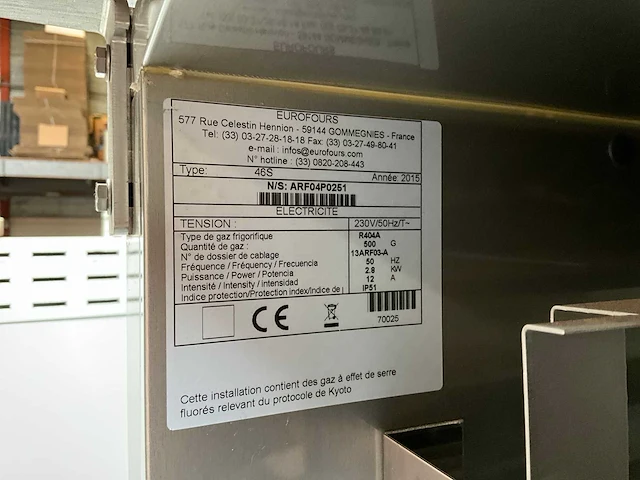 EUROFOURS
577 Rue Celestin Hennion - 59144 GOMMEGNIES - France
Tel: (33) 03-27-28-18-18 Fax: (33) 03-27-49-80-41
e-mail : infos@eurofours.com
N° hotline : (33) 0820-208-443
Type: 46S Année: 2015
N/S: ARF04P0251
ELECTRICITE
TENSION : 230V/50Hz/T~
Type de gaz frigorifique R404A
Quantité de gaz : 500 G
N° de dossier de cablage 13ARF03-A
Fréquence / Fréquency / Frecuencia 50 HZ
Puissance / Power / Potencia 2.8 KW
Intensité / Intensity / intensidad 12 A
Indice protection/Protection index/Indice de l IP51
CE
70025
Cette installation contient des gaz à effet de serre
fluorés relevant du protocole de Kyoto